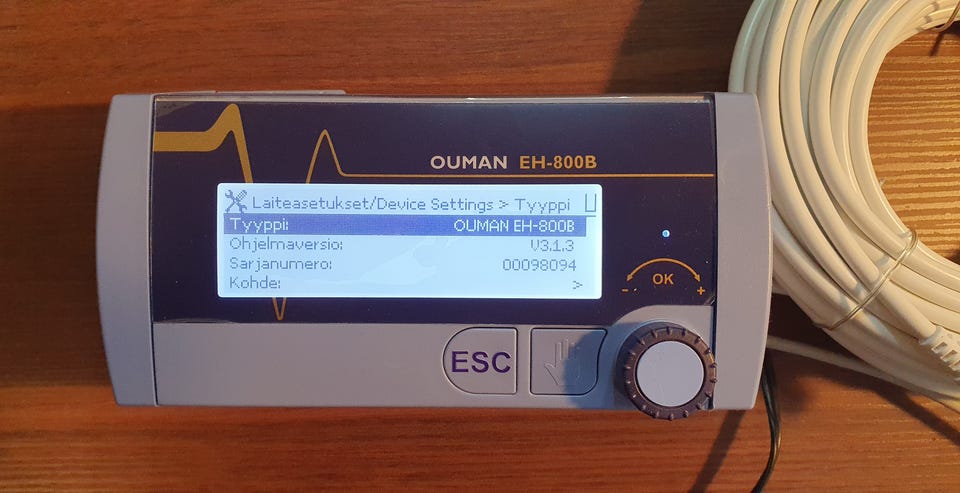 OUMAN EH-800B
Laiteasetukset/Device Settings > Tyyppi
Tyyppi: OUMAN EH-800B
Ohjelmaversio: V3.1.3
Sarjanumero: 00098094
Kohde: >
OK
- +
ESC